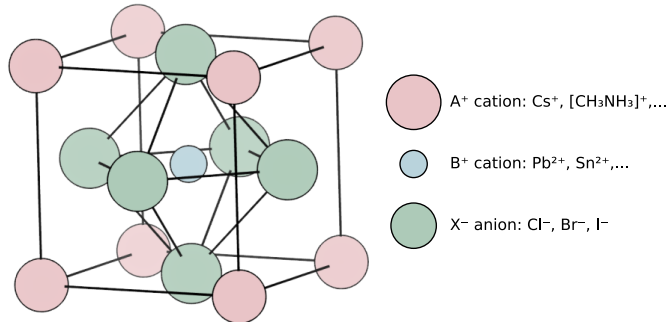 A⁺ cation: Cs⁺, [CH₃NH₃]⁺,...
B⁺ cation: Pb²⁺, Sn²⁺,...
X⁻ anion: Cl⁻, Br⁻, I⁻